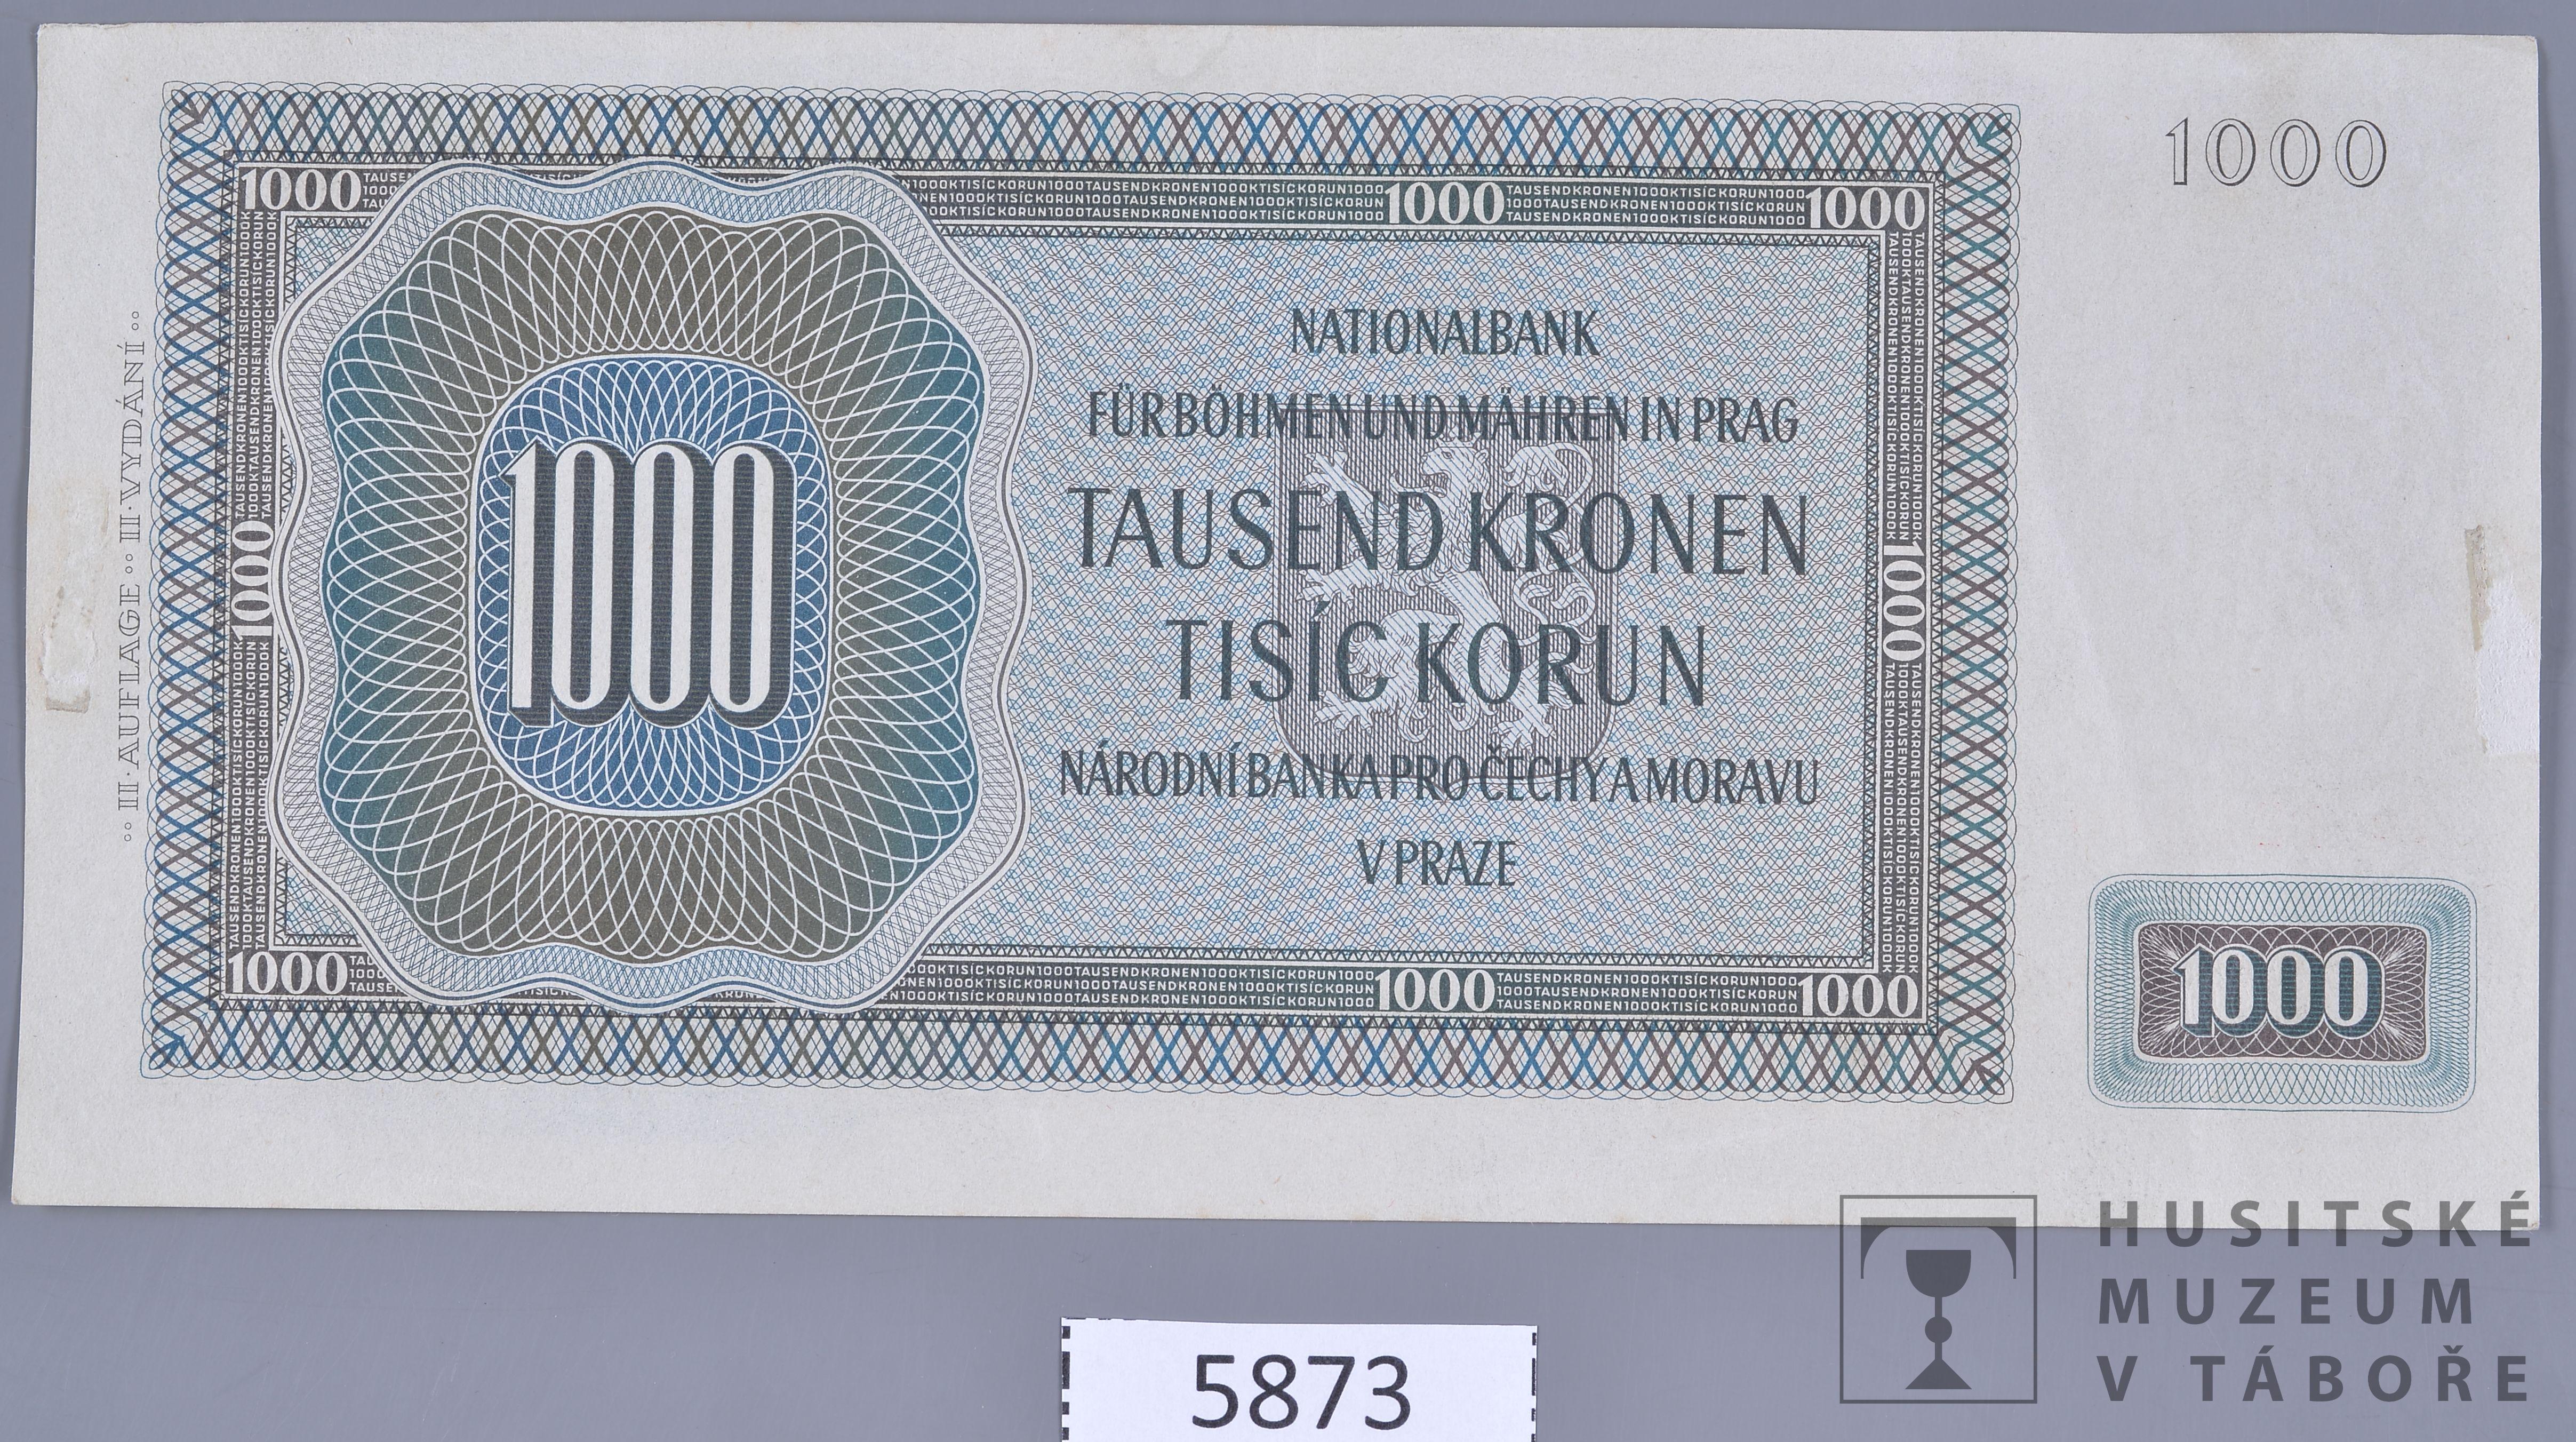 1000
1000
1000
1000
NATIONALBANK
FÜR BÖHMEN UND MÄHREN IN PRAG
TAUSEND KRONEN
TISÍC KORUN
NÁRODNÍ BANKA PRO ČECHY A MORAVU
V PRAZE
1000
1000
1000
°° II · AUFLAGE °° II · VYDÁNÍ °°
1000
1000
1000
1000
HUSITSKÉ
MUZEUM
V TÁBOŘE
5873